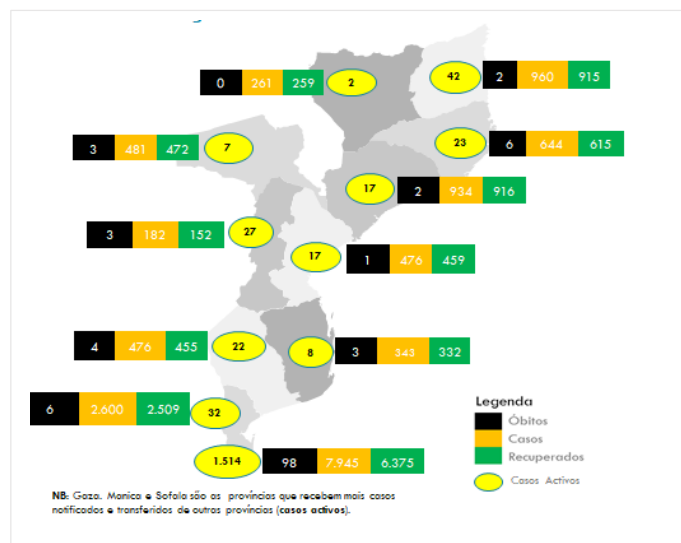 0 261 259 2
42 2 960 915
3 481 472 7
23 6 644 615
17 2 934 916
3 182 152 27
17 1 476 459
4 476 455 22
8 3 343 332
6 2.600 2.509 32
1.514 98 7.945 6.375
Legenda
Óbitos
Casos
Recuperados
Casos Activos
NB: Gaza. Manica e Sofala são as províncias que recebem mais casos
notificados e transferidos de outras províncias (casos activos).